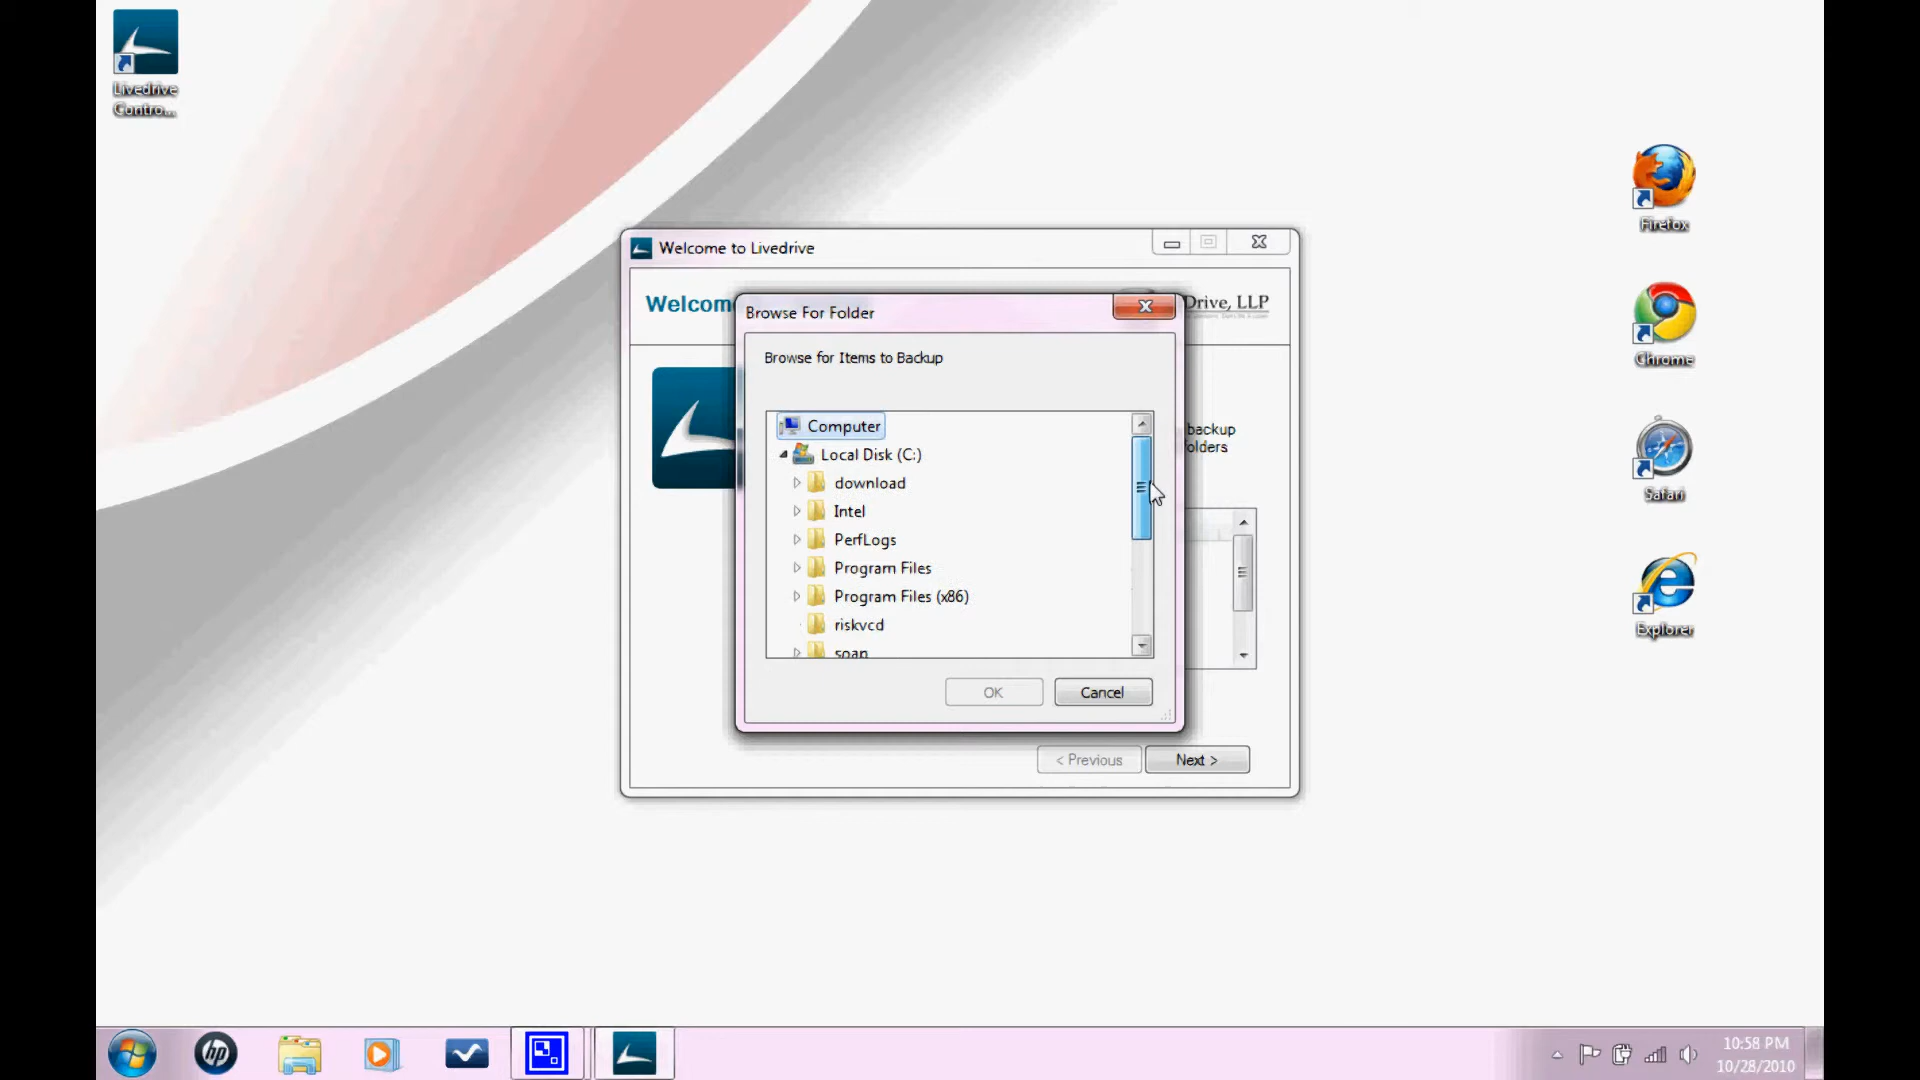 Livedrive
Contro...
Firefox
Chrome
Safari
Explorer
Welcome to Livedrive
Welcom
Drive, LLP
Browse For Folder
Browse for Items to Backup
Computer
Local Disk (C:)
download
Intel
PerfLogs
Program Files
Program Files (x86)
riskvcd
soap
backup
olders
OK
Cancel
< Previous
Next >
hp
10:58 PM
10/28/2010